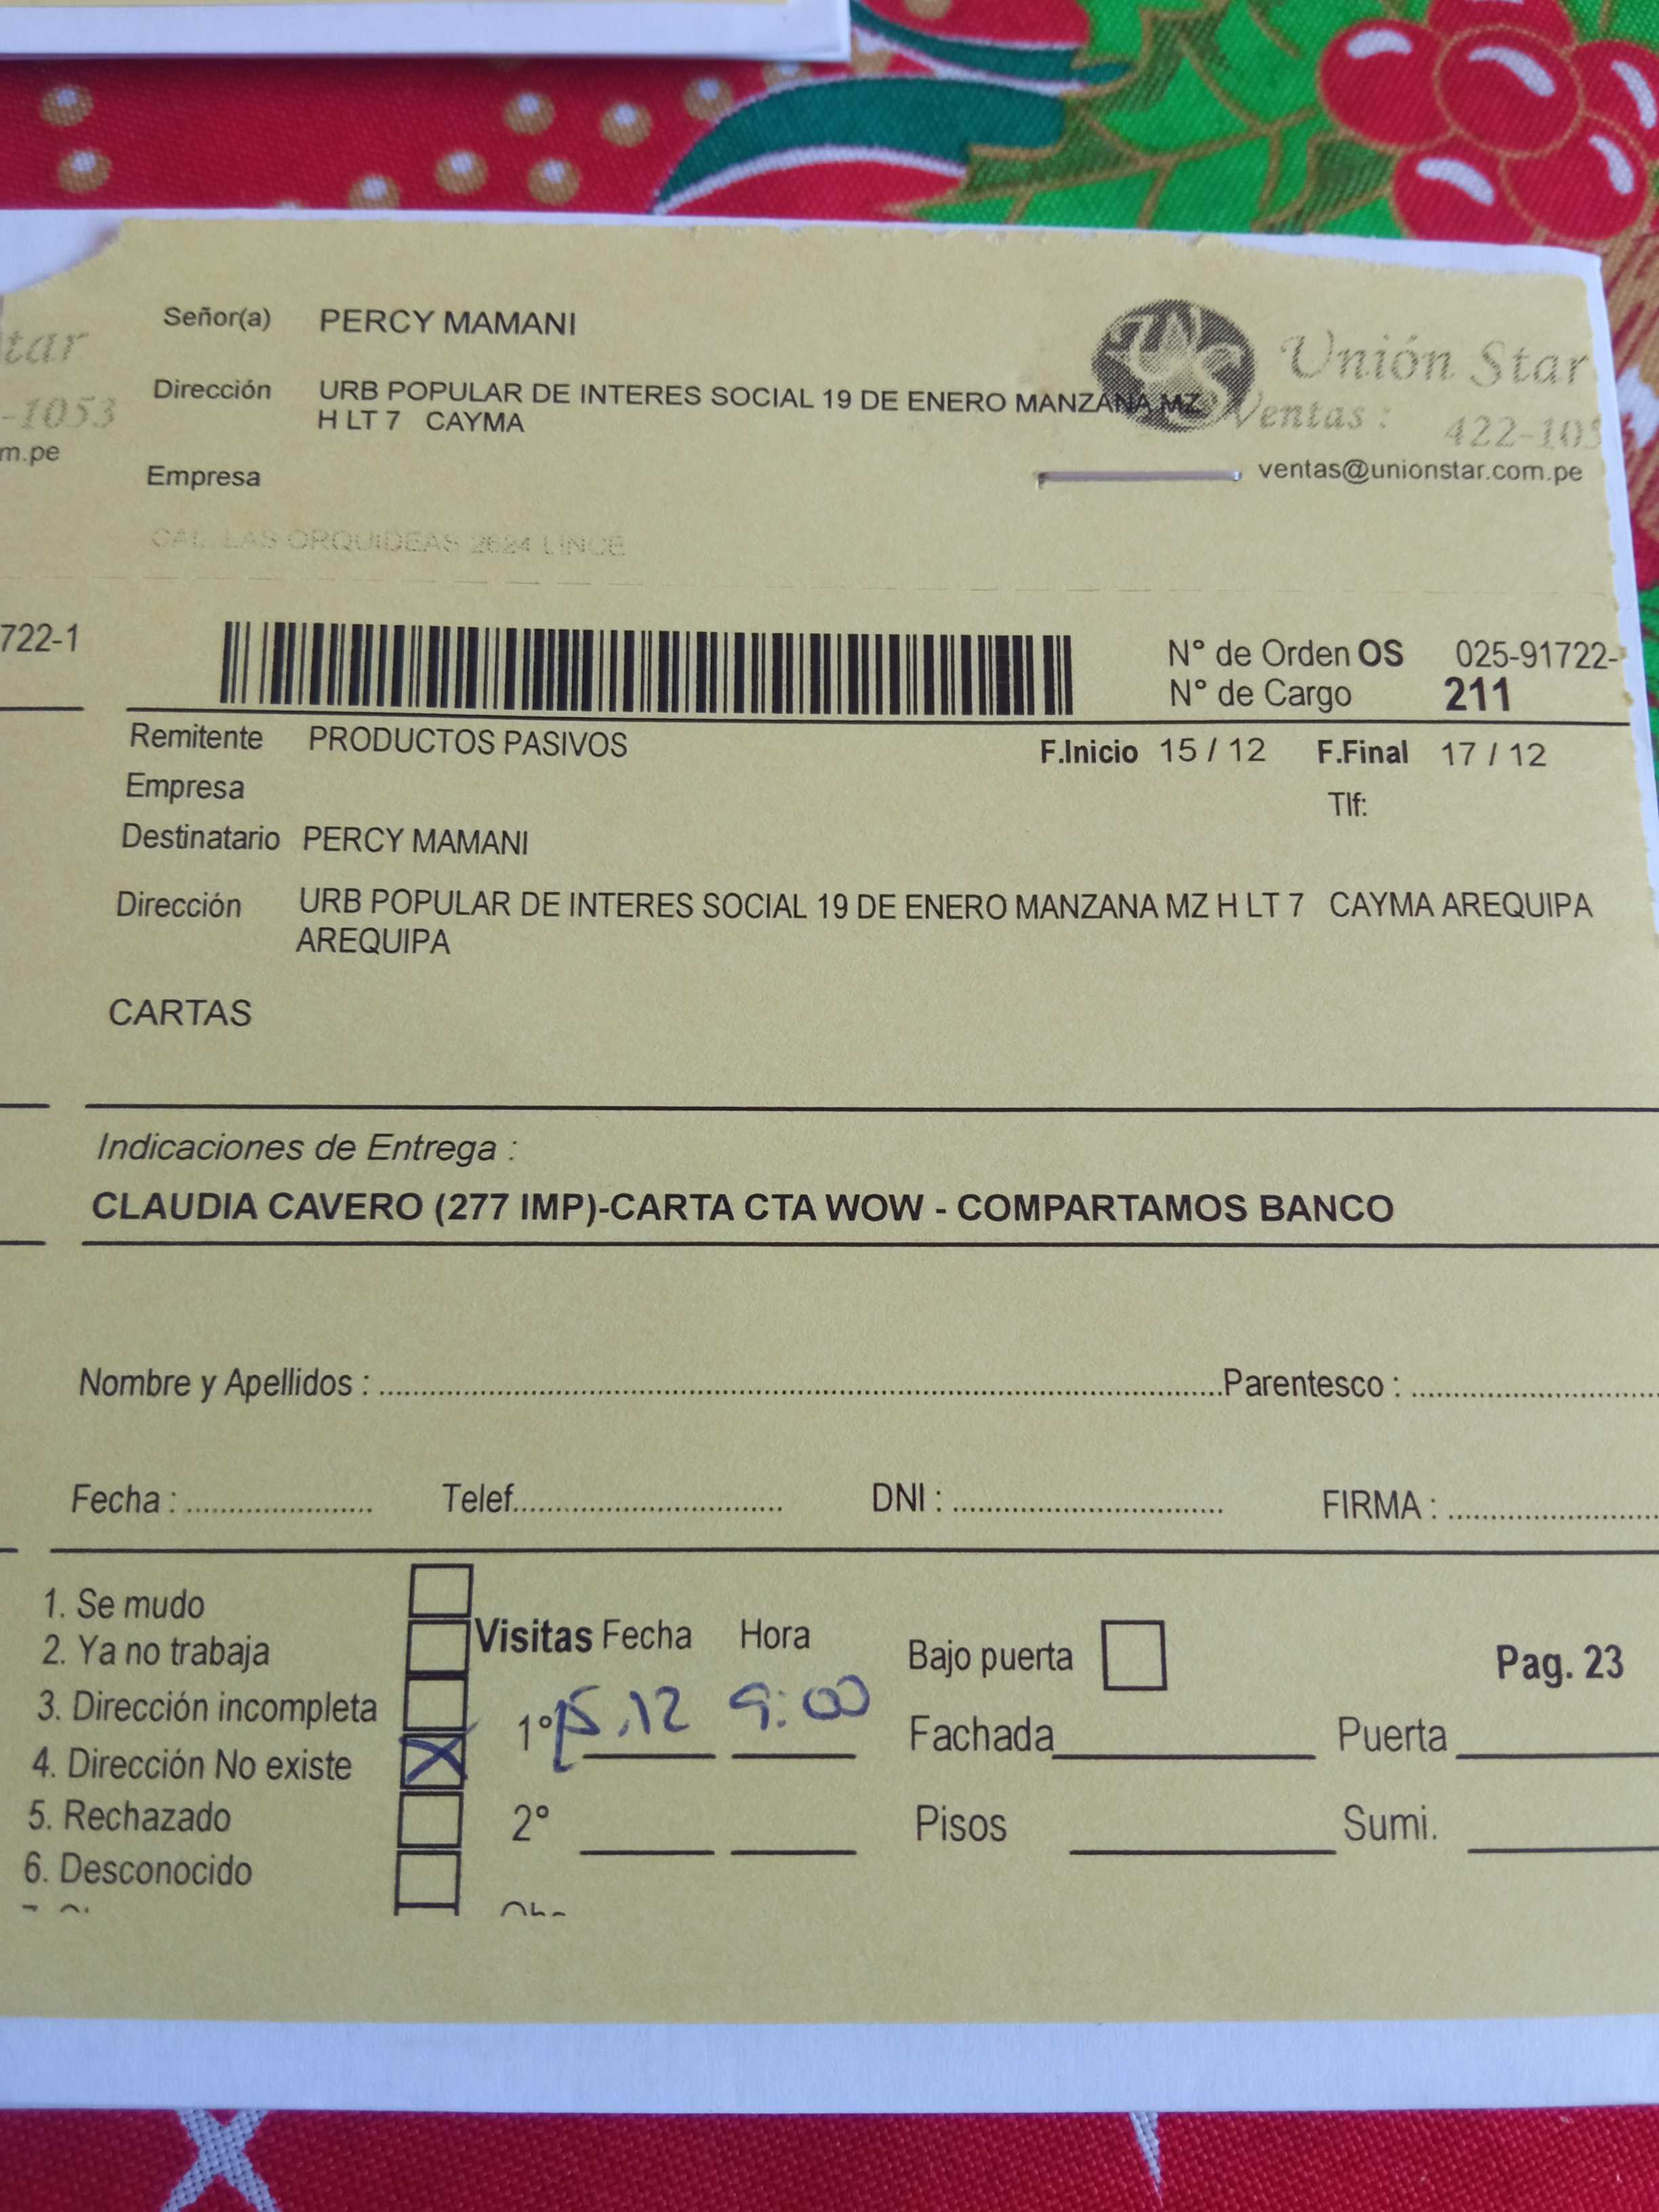 tar
-1053
m.pe
Señor(a) PERCY MAMANI
Unión Star
Dirección URB POPULAR DE INTERES SOCIAL 19 DE ENERO MANZANA MZ
H LT 7 CAYMA
Ventas : 422-105
Empresa
ventas@unionstar.com.pe
CAL. LAS ORQUIDEAS 2624 LINCE
722-1
N° de Orden OS 025-91722-
N° de Cargo 211
Remitente PRODUCTOS PASIVOS F.Inicio 15 / 12 F.Final 17 / 12
Empresa Tlf:
Destinatario PERCY MAMANI
Dirección URB POPULAR DE INTERES SOCIAL 19 DE ENERO MANZANA MZ H LT 7 CAYMA AREQUIPA
AREQUIPA
CARTAS
Indicaciones de Entrega :
CLAUDIA CAVERO (277 IMP)-CARTA CTA WOW - COMPARTAMOS BANCO
Nombre y Apellidos : Parentesco :
Fecha : Telef. DNI : FIRMA :
1. Se mudo
Visitas Fecha Hora
2. Ya no trabaja
Bajo puerta
Pag. 23
3. Dirección incompleta
1° 15.12 9:00
Fachada Puerta
4. Dirección No existe X
5. Rechazado
2°
Pisos Sumi.
6. Desconocido